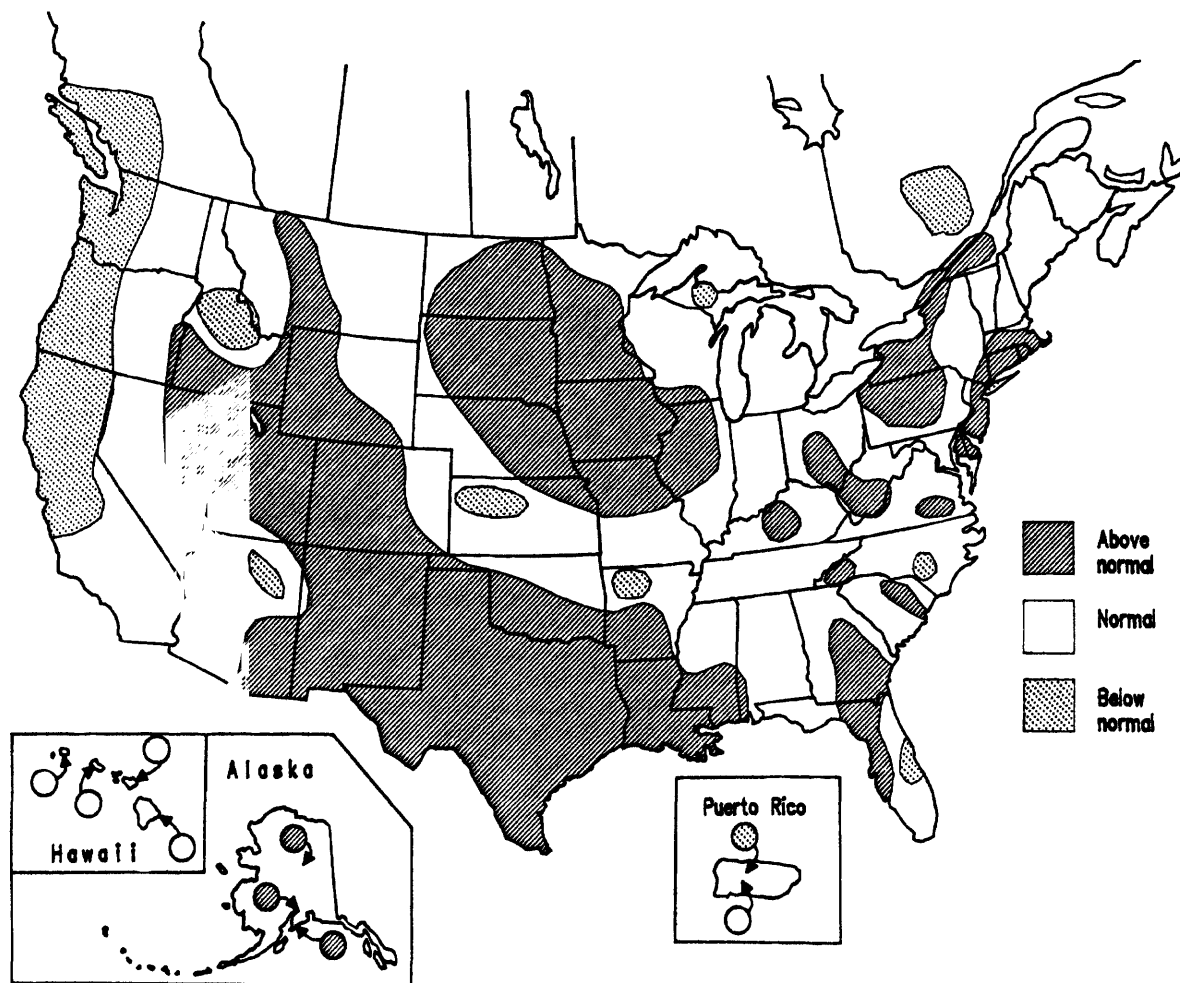 Above
normal
Normal
Below
normal
Alaska
Hawaii
Puerto Rico